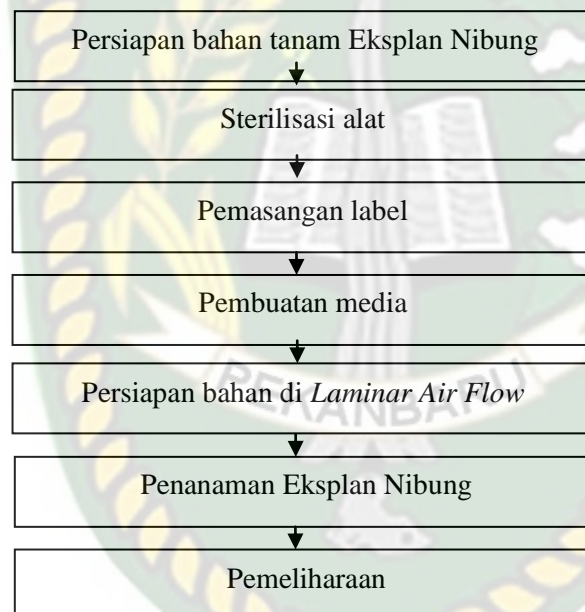 Persiapan bahan tanam Eksplan Nibung
Sterilisasi alat
Pemasangan label
Pembuatan media
Persiapan bahan di Laminar Air Flow
PEKANBARU
Penanaman Eksplan Nibung
Pemeliharaan